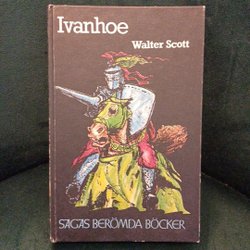 Ivanhoe
Walter Scott
SAGAS BERÖMDA BÖCKER